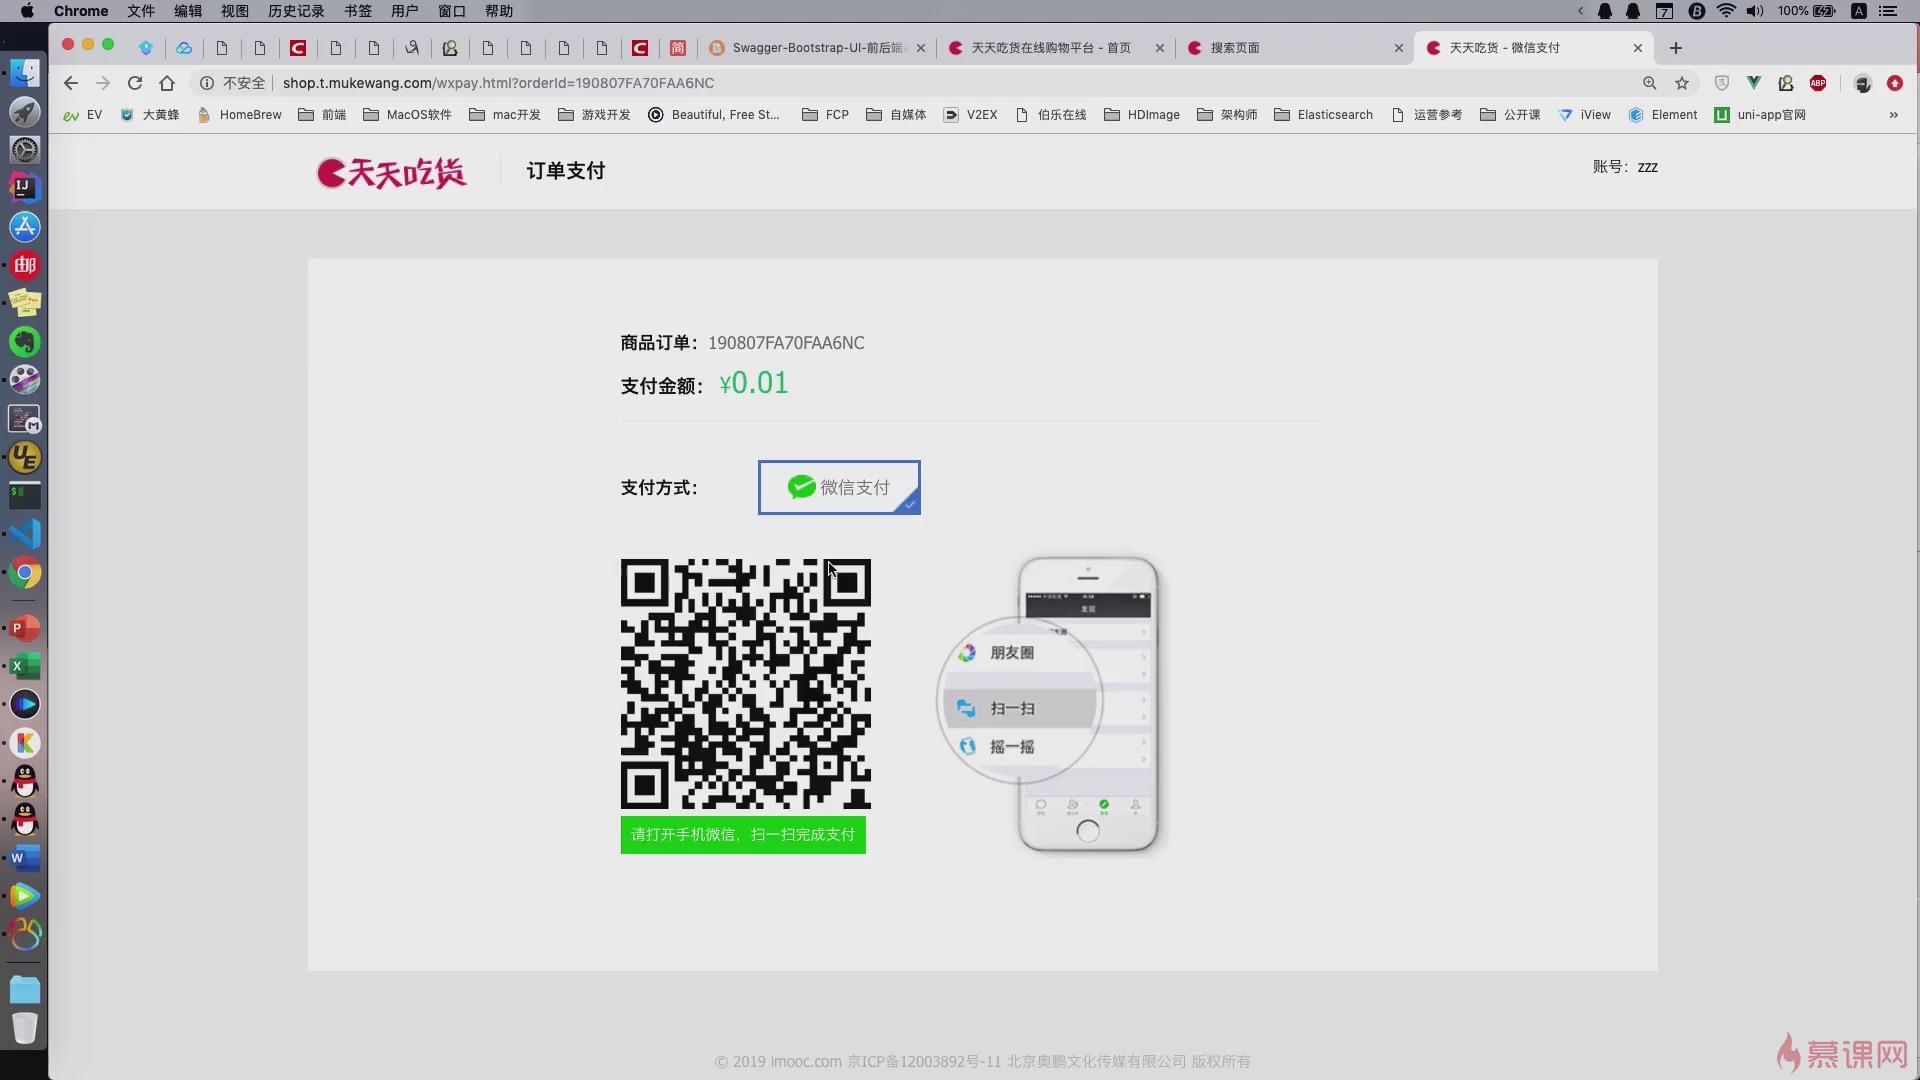 Chrome 文件 编辑 视图 历史记录 书签 用户 窗口 帮助 7 100% A
Swagger-Bootstrap-UI-前后端 天天吃货在线购物平台 - 首页 搜索页面 天天吃货 - 微信支付
不安全 shop.t.mukewang.com/wxpay.html?orderId=190807FA70FAA6NC ABP
EV 大黄蜂 HomeBrew 前端 MacOS软件 mac开发 游戏开发 Beautiful, Free St... FCP 自媒体 V2EX 伯乐在线 HDImage 架构师 Elasticsearch 运营参考 公开课 iView Element uni-app官网 »
天天吃货 订单支付 账号：zzz
商品订单：190807FA70FAA6NC
支付金额：¥0.01
支付方式： 微信支付
发现
朋友圈
扫一扫
摇一摇
请打开手机微信，扫一扫完成支付
© 2019 imooc.com 京ICP备12003892号-11 北京奥鹏文化传媒有限公司 版权所有
慕课网